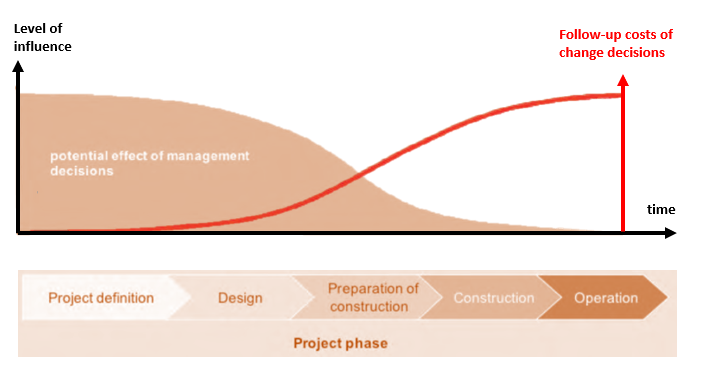 Level of
influence
Follow-up costs of
change decisions
potential effect of management
decisions
time
Project definition
Design
Preparation of
construction
Construction
Operation
Project phase